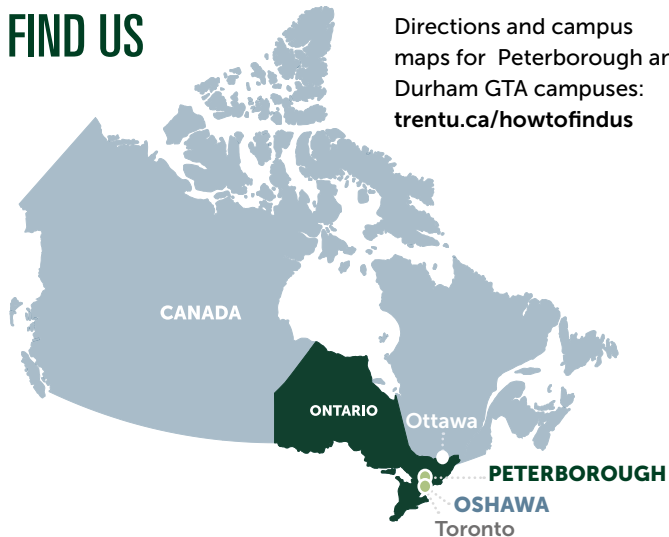 FIND US
Directions and campus
maps for Peterborough an
Durham GTA campuses:
trentu.ca/howtofindus
CANADA
ONTARIO
Ottawa
PETERBOROUGH
OSHAWA
Toronto